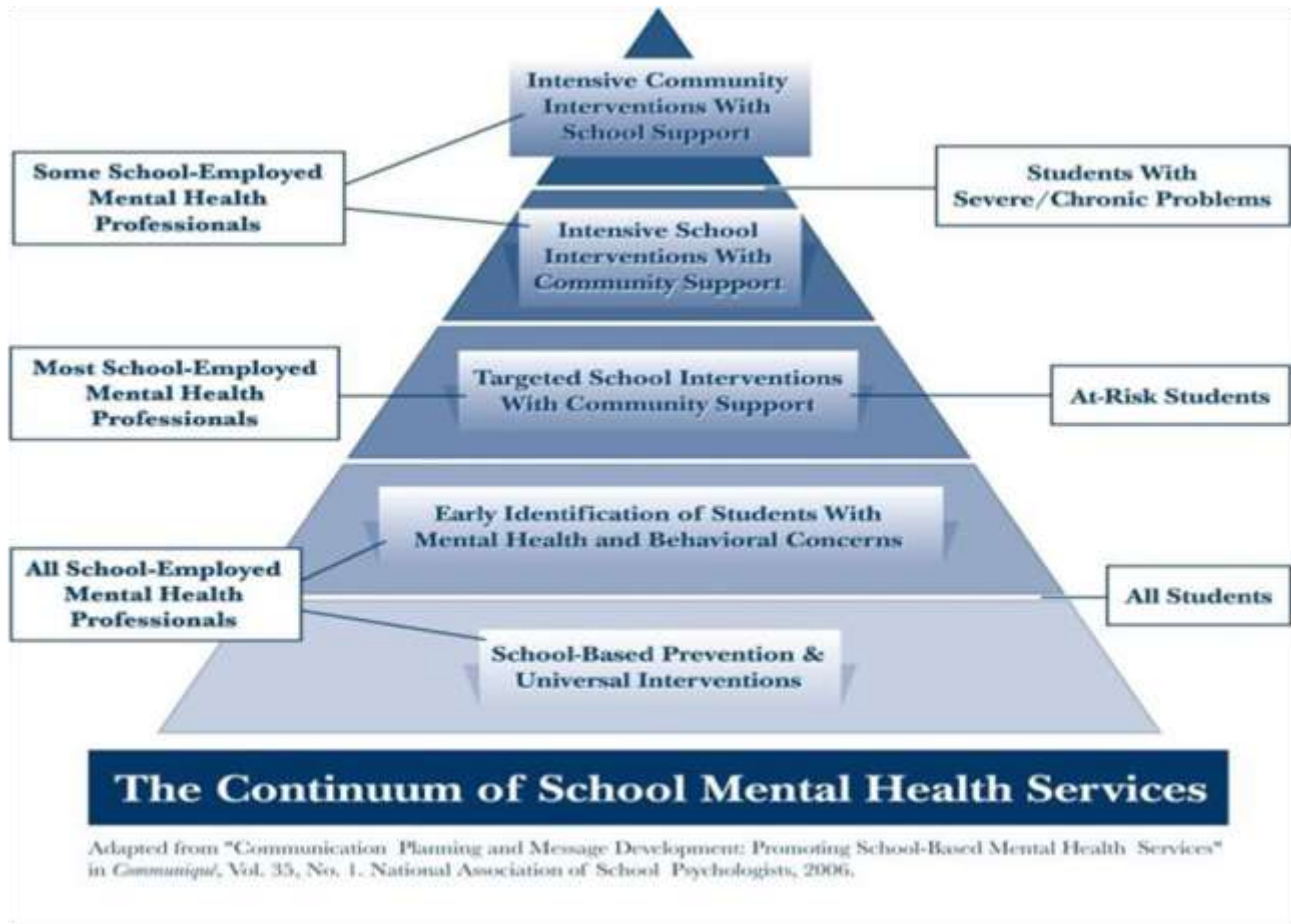 Intensive Community
Interventions With
School Support
Some School-Employed
Mental Health
Professionals
Students With
Severe/Chronic Problems
Intensive School
Interventions With
Community Support
Most School-Employed
Mental Health
Professionals
Targeted School Interventions
With Community Support
At-Risk Students
Early Identification of Students With
Mental Health and Behavioral Concerns
All School-Employed
Mental Health
Professionals
All Students
School-Based Prevention &
Universal Interventions
The Continuum of School Mental Health Services
Adapted from "Communication Planning and Message Development: Promoting School-Based Mental Health Services"
in Communiqué, Vol. 35, No. 1. National Association of School Psychologists, 2006.